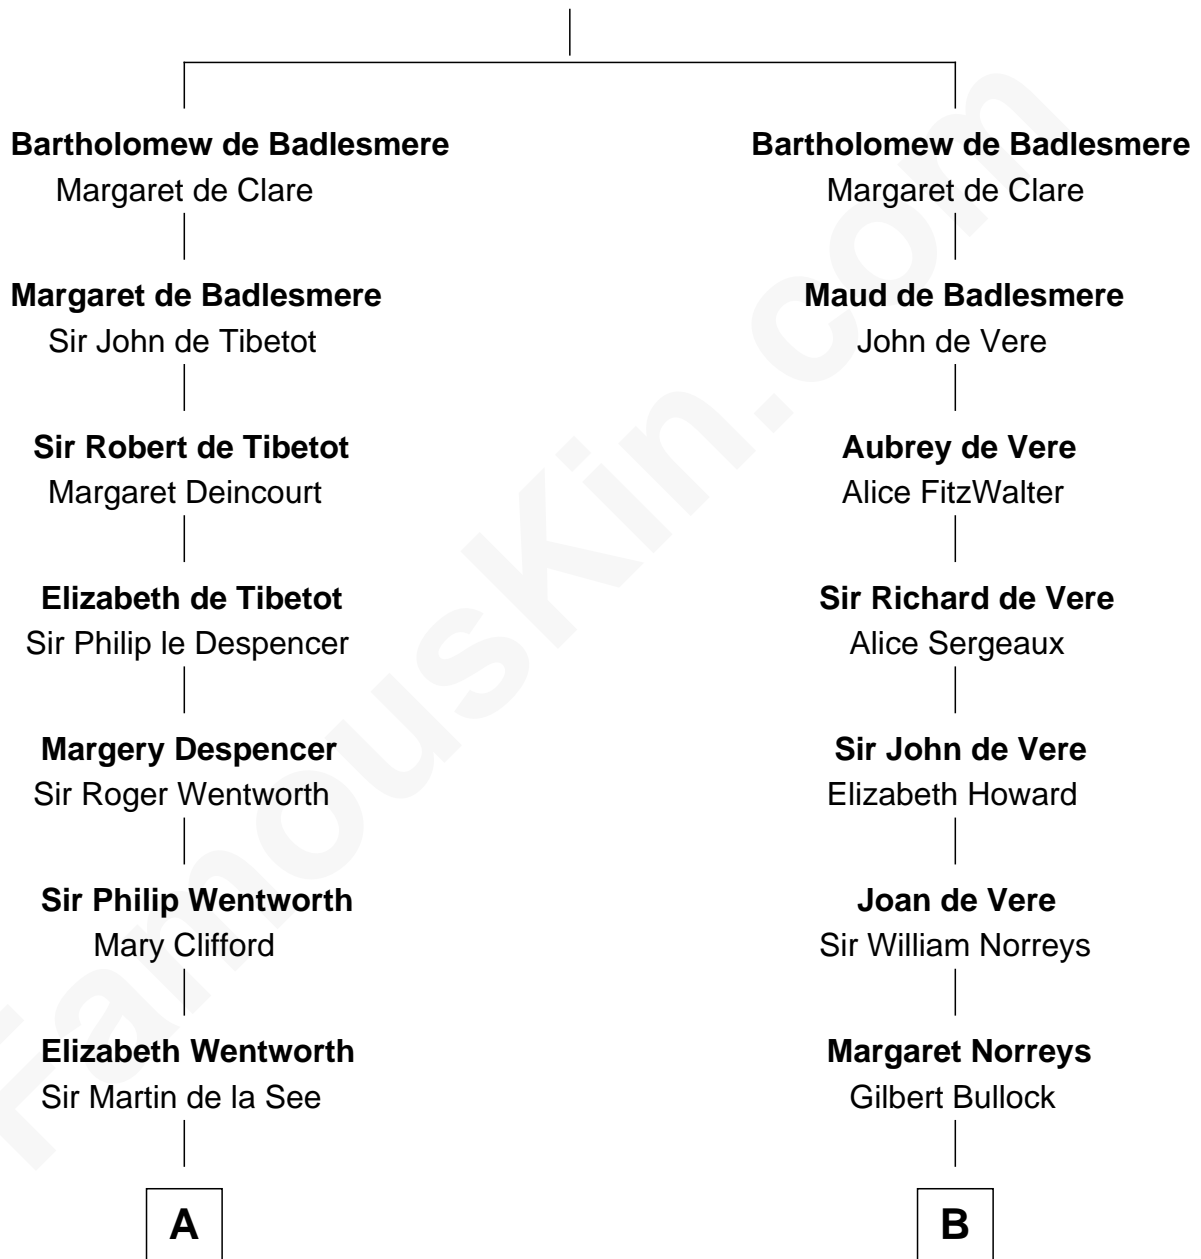 Bartholomew de Badlesmere
Margaret de Clare
Margaret de Badlesmere
Sir John de Tibetot
Sir Robert de Tibetot
Margaret Deincourt
Elizabeth de Tibetot
Sir Philip le Despencer
Margery Despencer
Sir Roger Wentworth
Sir Philip Wentworth
Mary Clifford
Elizabeth Wentworth
Sir Martin de la See
A
Bartholomew de Badlesmere
Margaret de Clare
Maud de Badlesmere
John de Vere
Aubrey de Vere
Alice FitzWalter
Sir Richard de Vere
Alice Sergeaux
Sir John de Vere
Elizabeth Howard
Joan de Vere
Sir William Norreys
Margaret Norreys
Gilbert Bullock
B
FamousKin.com